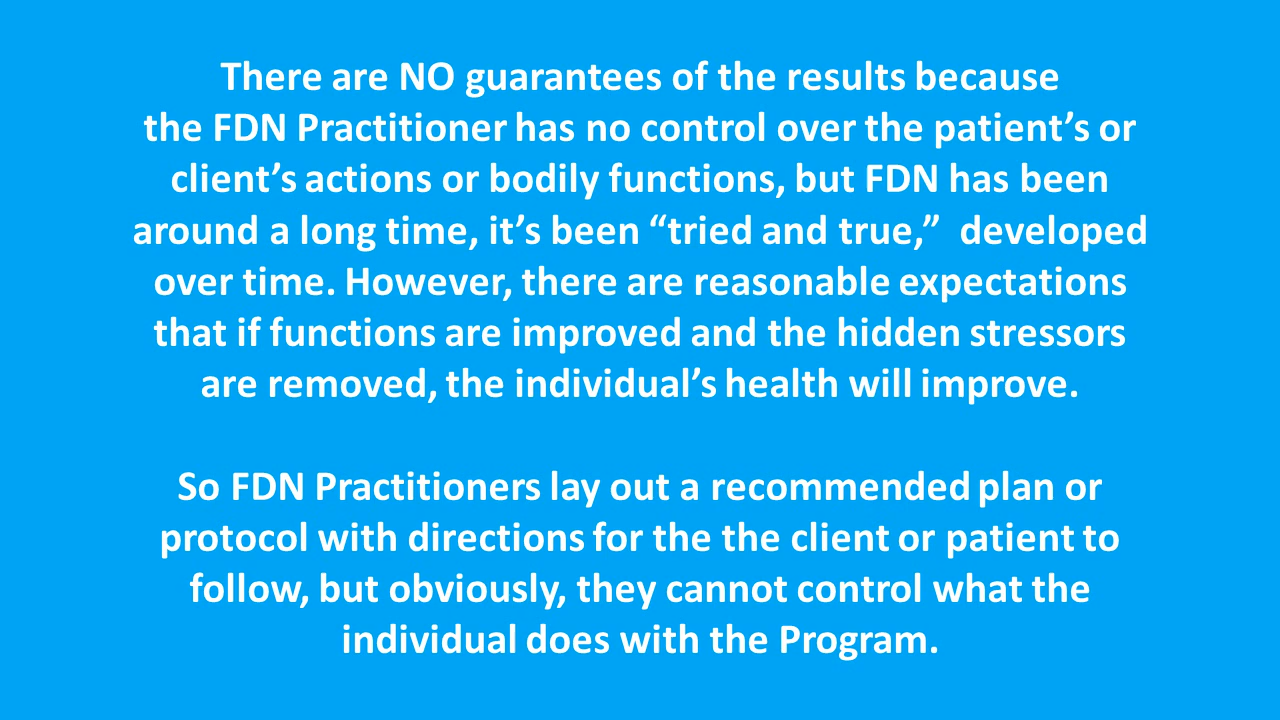 There are NO guarantees of the results because
the FDN Practitioner has no control over the patient’s or
client’s actions or bodily functions, but FDN has been
around a long time, it’s been “tried and true,”  developed
over time. However, there are reasonable expectations
that if functions are improved and the hidden stressors
are removed, the individual’s health will improve.
So FDN Practitioners lay out a recommended plan or
protocol with directions for the the client or patient to
follow, but obviously, they cannot control what the
individual does with the Program.